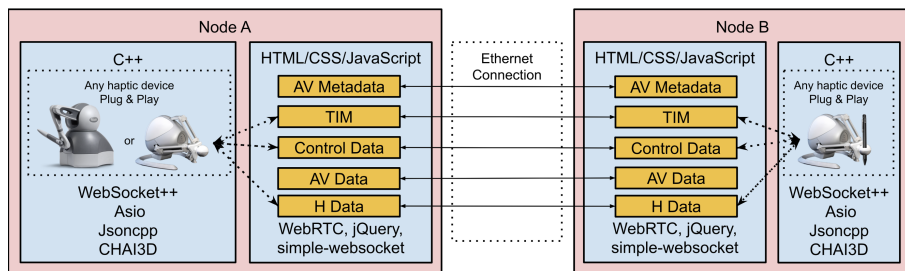 Node A
C++
Any haptic device
Plug & Play
or
WebSocket++
Asio
Jsoncpp
CHAI3D
HTML/CSS/JavaScript
AV Metadata
TIM
Control Data
AV Data
H Data
WebRTC, jQuery,
simple-websocket
Ethernet
Connection
Node B
HTML/CSS/JavaScript
AV Metadata
TIM
Control Data
AV Data
H Data
WebRTC, jQuery,
simple-websocket
C++
Any haptic device
Plug & Play
WebSocket++
Asio
Jsoncpp
CHAI3D